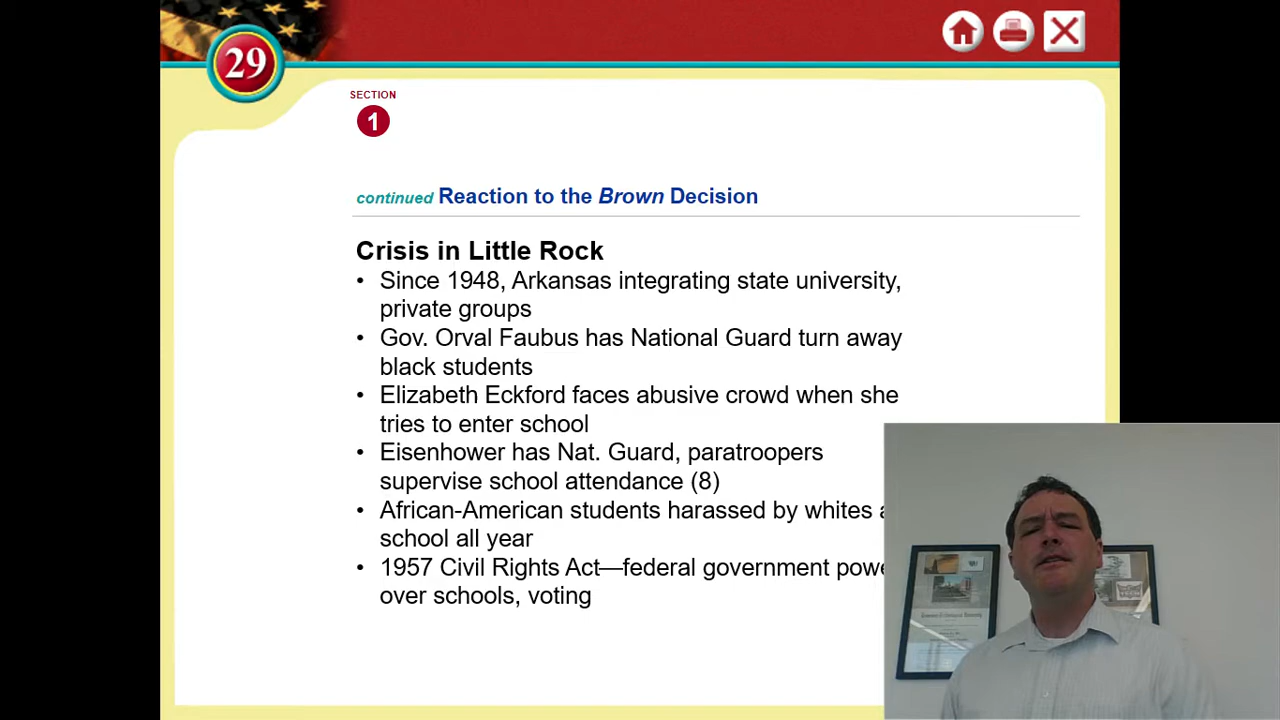 29
SECTION
1
continued Reaction to the Brown Decision
Crisis in Little Rock
• Since 1948, Arkansas integrating state university,
private groups
• Gov. Orval Faubus has National Guard turn away
black students
• Elizabeth Eckford faces abusive crowd when she
tries to enter school
• Eisenhower has Nat. Guard, paratroopers
supervise school attendance (8)
• African-American students harassed by whites
school all year
• 1957 Civil Rights Act—federal government
over schools, voting